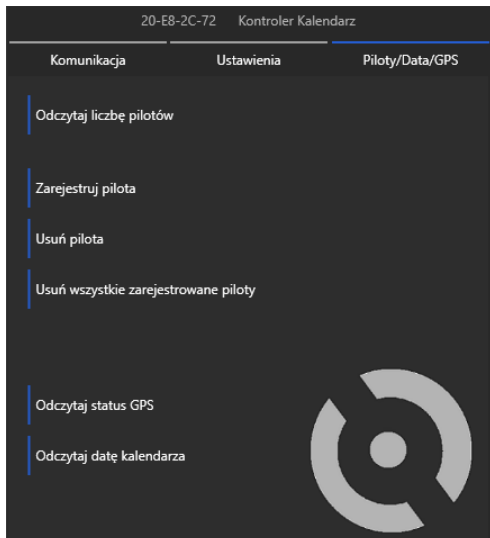 20-E8-2C-72 Kontroler Kalendarz
Komunikacja Ustawienia Piloty/Data/GPS
Odczytaj liczbę pilotów
Zarejestruj pilota
Usuń pilota
Usuń wszystkie zarejestrowane piloty
Odczytaj status GPS
Odczytaj datę kalendarza